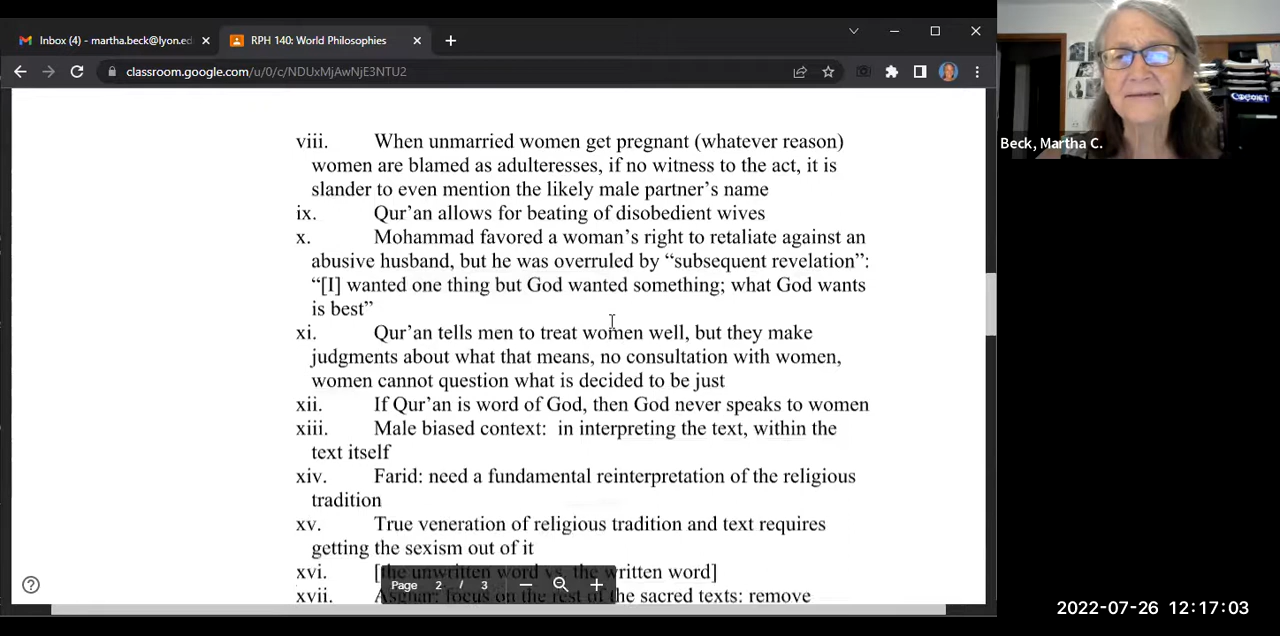 Inbox (4) - martha.beck@lyon.ed
RPH 140: World Philosophies
classroom.google.com/u/0/c/NDUxMjAwNjE3NTU2
viii. When unmarried women get pregnant (whatever reason)
women are blamed as adulteresses, if no witness to the act, it is
slander to even mention the likely male partner's name
ix. Qur'an allows for beating of disobedient wives
x. Mohammad favored a woman's right to retaliate against an
abusive husband, but he was overruled by “subsequent revelation”:
“[I] wanted one thing but God wanted something; what God wants
is best”
xi. Qur'an tells men to treat women well, but they make
judgments about what that means, no consultation with women,
women cannot question what is decided to be just
xii. If Qur'an is word of God, then God never speaks to women
xiii. Male biased context: in interpreting the text, within the
text itself
xiv. Farid: need a fundamental reinterpretation of the religious
tradition
xv. True veneration of religious tradition and text requires
getting the sexism out of it
xvi. [the unwritten word vs. the written word]
Page 2 / 3
xvii. Asghar: focus on the rest of the sacred texts: remove
Beck, Martha C.
COEXIST
2022-07-26 12:17:03